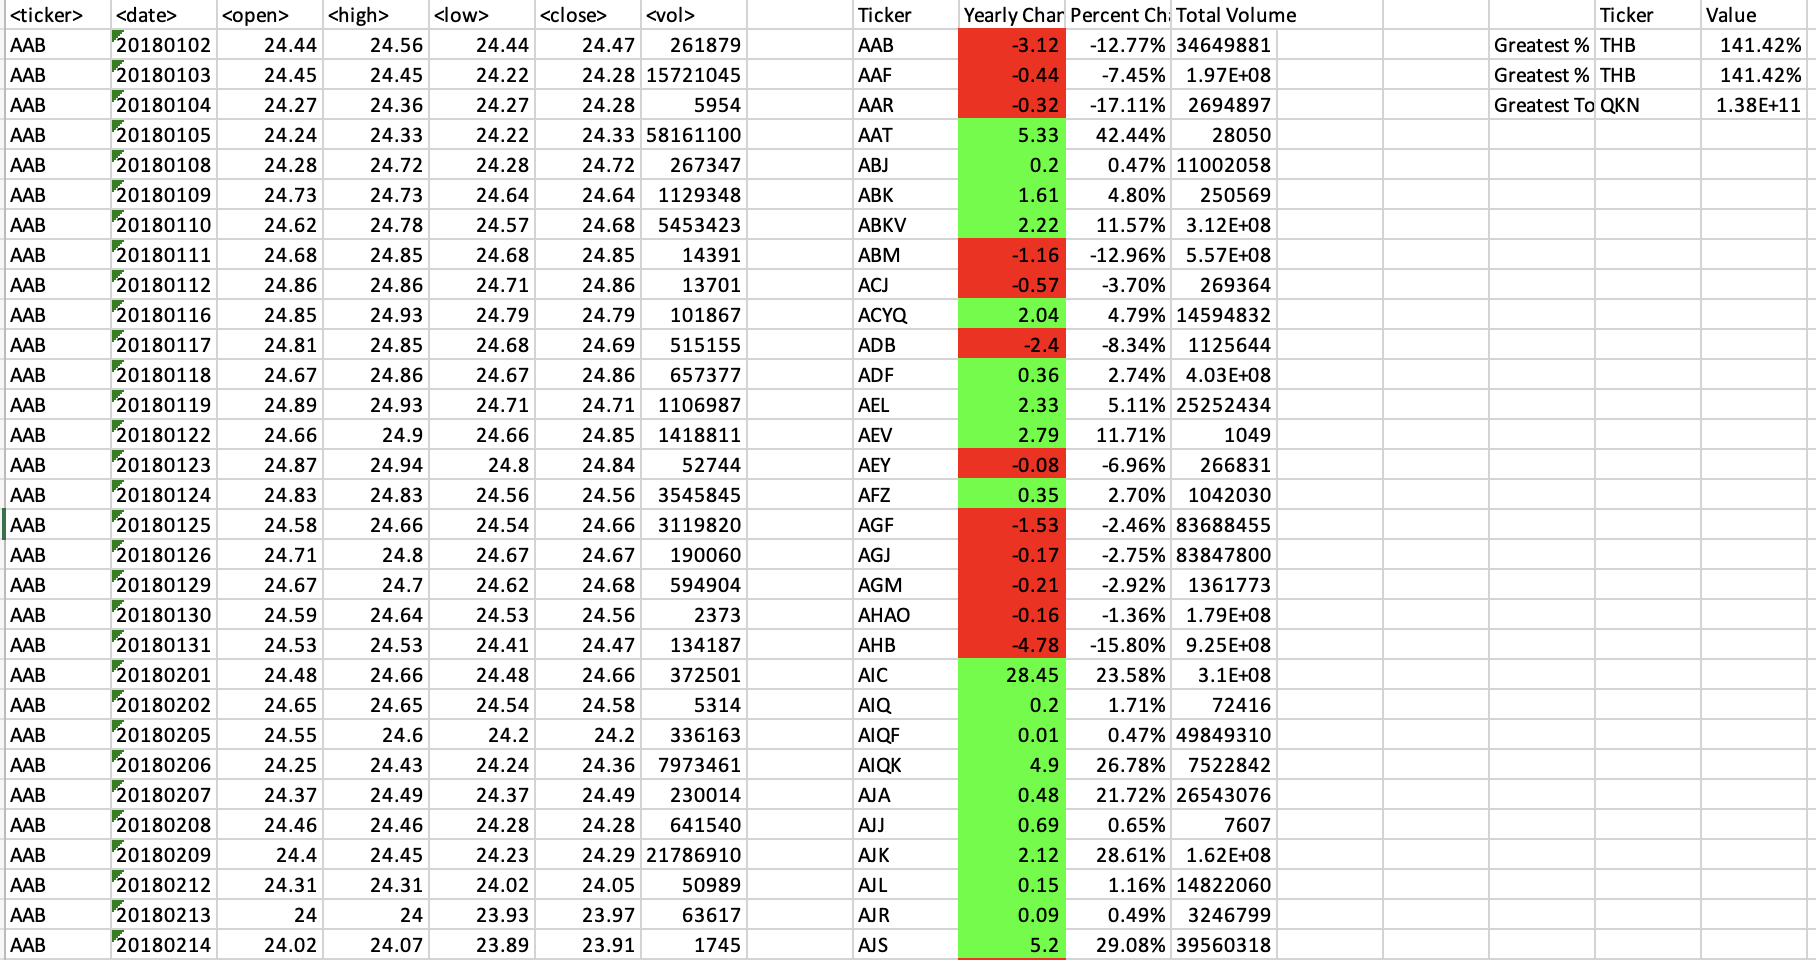 <ticker> <date> <open> <high> <low> <close> <vol> Ticker Yearly Char Percent Ch Total Volume Ticker Value
AAB 20180102 24.44 24.56 24.44 24.47 261879 AAB -3.12 -12.77% 34649881 Greatest % THB 141.42%
AAB 20180103 24.45 24.45 24.22 24.28 15721045 AAF -0.44 -7.45% 1.97E+08 Greatest % THB 141.42%
AAB 20180104 24.27 24.36 24.27 24.28 5954 AAR -0.32 -17.11% 2694897 Greatest To QKN 1.38E+11
AAB 20180105 24.24 24.33 24.22 24.33 58161100 AAT 5.33 42.44% 28050
AAB 20180108 24.28 24.72 24.28 24.72 267347 ABJ 0.2 0.47% 11002058
AAB 20180109 24.73 24.73 24.64 24.64 1129348 ABK 1.61 4.80% 250569
AAB 20180110 24.62 24.78 24.57 24.68 5453423 ABKV 2.22 11.57% 3.12E+08
AAB 20180111 24.68 24.85 24.68 24.85 14391 ABM -1.16 -12.96% 5.57E+08
AAB 20180112 24.86 24.86 24.71 24.86 13701 ACJ -0.57 -3.70% 269364
AAB 20180116 24.85 24.93 24.79 24.79 101867 ACYQ 2.04 4.79% 14594832
AAB 20180117 24.81 24.85 24.68 24.69 515155 ADB -2.4 -8.34% 1125644
AAB 20180118 24.67 24.86 24.67 24.86 657377 ADF 0.36 2.74% 4.03E+08
AAB 20180119 24.89 24.93 24.71 24.71 1106987 AEL 2.33 5.11% 25252434
AAB 20180122 24.66 24.9 24.66 24.85 1418811 AEV 2.79 11.71% 1049
AAB 20180123 24.87 24.94 24.8 24.84 52744 AEY -0.08 -6.96% 266831
AAB 20180124 24.83 24.83 24.56 24.56 3545845 AFZ 0.35 2.70% 1042030
AAB 20180125 24.58 24.66 24.54 24.66 3119820 AGF -1.53 -2.46% 83688455
AAB 20180126 24.71 24.8 24.67 24.67 190060 AGJ -0.17 -2.75% 83847800
AAB 20180129 24.67 24.7 24.62 24.68 594904 AGM -0.21 -2.92% 1361773
AAB 20180130 24.59 24.64 24.53 24.56 2373 AHAO -0.16 -1.36% 1.79E+08
AAB 20180131 24.53 24.53 24.41 24.47 134187 AHB -4.78 -15.80% 9.25E+08
AAB 20180201 24.48 24.66 24.48 24.66 372501 AIC 28.45 23.58% 3.1E+08
AAB 20180202 24.65 24.65 24.54 24.58 5314 AIQ 0.2 1.71% 72416
AAB 20180205 24.55 24.6 24.2 24.2 336163 AIQF 0.01 0.47% 49849310
AAB 20180206 24.25 24.43 24.24 24.36 7973461 AIQK 4.9 26.78% 7522842
AAB 20180207 24.37 24.49 24.37 24.49 230014 AJA 0.48 21.72% 26543076
AAB 20180208 24.46 24.46 24.28 24.28 641540 AJJ 0.69 0.65% 7607
AAB 20180209 24.4 24.45 24.23 24.29 21786910 AJK 2.12 28.61% 1.62E+08
AAB 20180212 24.31 24.31 24.02 24.05 50989 AJL 0.15 1.16% 14822060
AAB 20180213 24 24 23.93 23.97 63617 AJR 0.09 0.49% 3246799
AAB 20180214 24.02 24.07 23.89 23.91 1745 AJS 5.2 29.08% 39560318